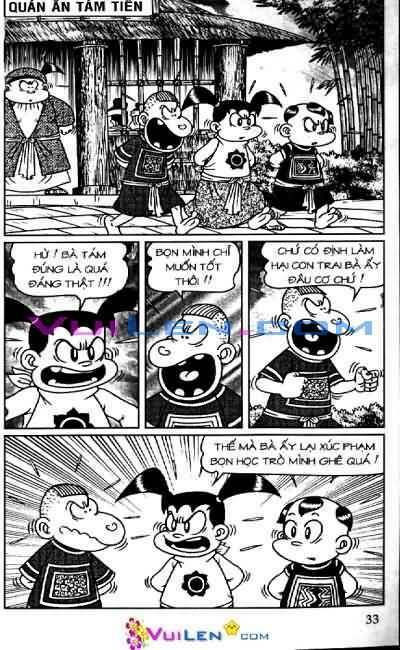 QUÁN ĂN TÁM TIỀN
HỪ ! BÀ TÁM
ĐÚNG LÀ QUÁ
ĐÁNG THẬT !!!
BỌN MÌNH CHỈ
MUỐN TỐT
THÔI !!
CHỨ CÓ ĐỊNH LÀM
HẠI CON TRAI BÀ ẤY
ĐÂU CƠ CHỨ !
VUILEN.COM
THẾ MÀ BÀ ẤY LẠI XÚC PHẠM
BỌN HỌC TRÒ MÌNH GHÊ QUÁ !
33
VUILEN.COM